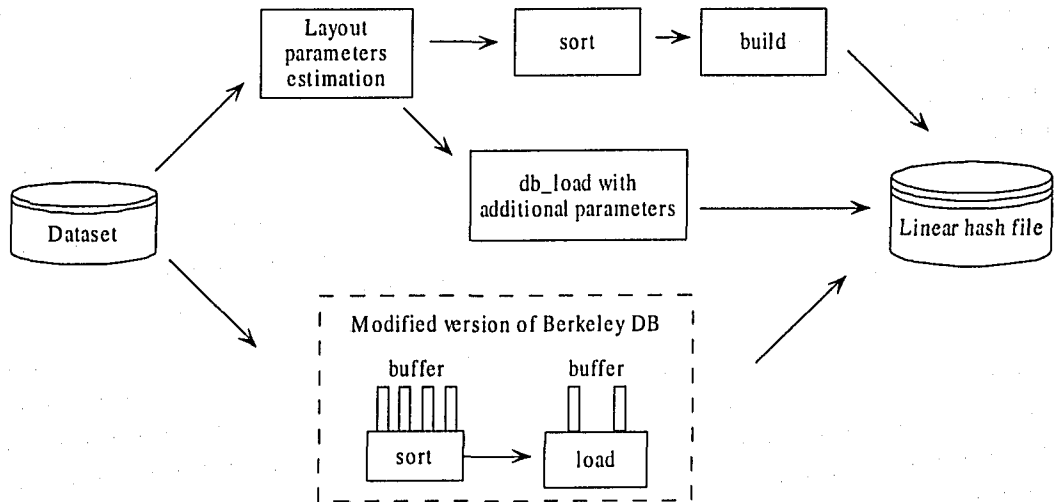 Layout
parameters
estimation
sort
build
db_load with
additional parameters
Dataset
Linear hash file
Modified version of Berkeley DB
buffer
buffer
sort
load